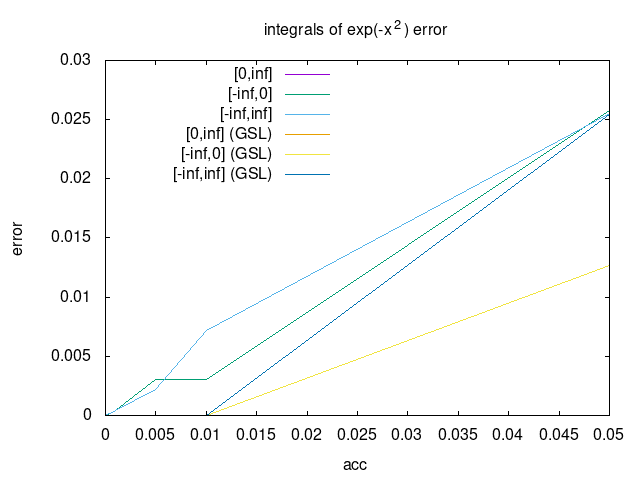 integrals of exp(-x²) error
[0,inf]
[-inf,0]
[-inf,inf]
[0,inf] (GSL)
[-inf,0] (GSL)
[-inf,inf] (GSL)
0.03
0.025
0.02
0.015
0.01
0.005
0
error
0 0.005 0.01 0.015 0.02 0.025 0.03 0.035 0.04 0.045 0.05
acc